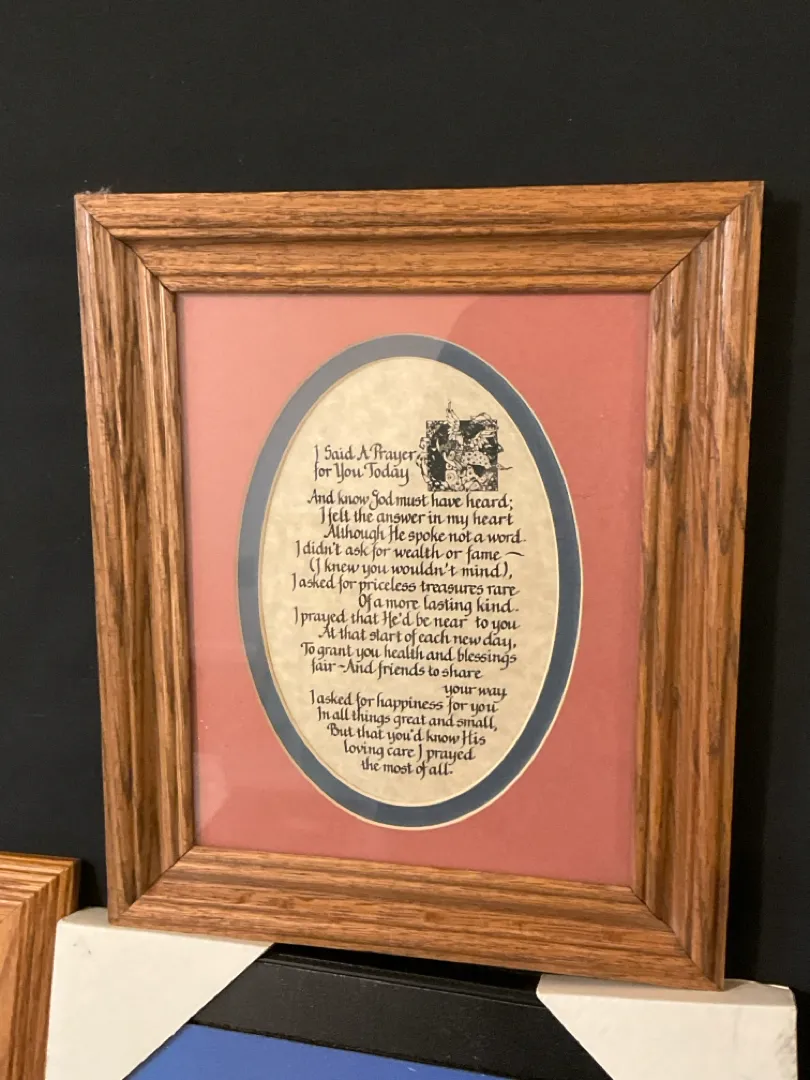 I Said A Prayer
for You Today
And know God must have heard;
I felt the answer in my heart
Although He spoke not a word.
I didn't ask for wealth or fame ~
(I knew you wouldn't mind),
I asked for priceless treasures rare
Of a more lasting kind.
I prayed that He'd be near to you
At that start of each new day,
To grant you health and blessings
fair ~ And friends to share
your way.
I asked for happiness for you
In all things great and small,
But that you'd know His
loving care I prayed
the most of all.